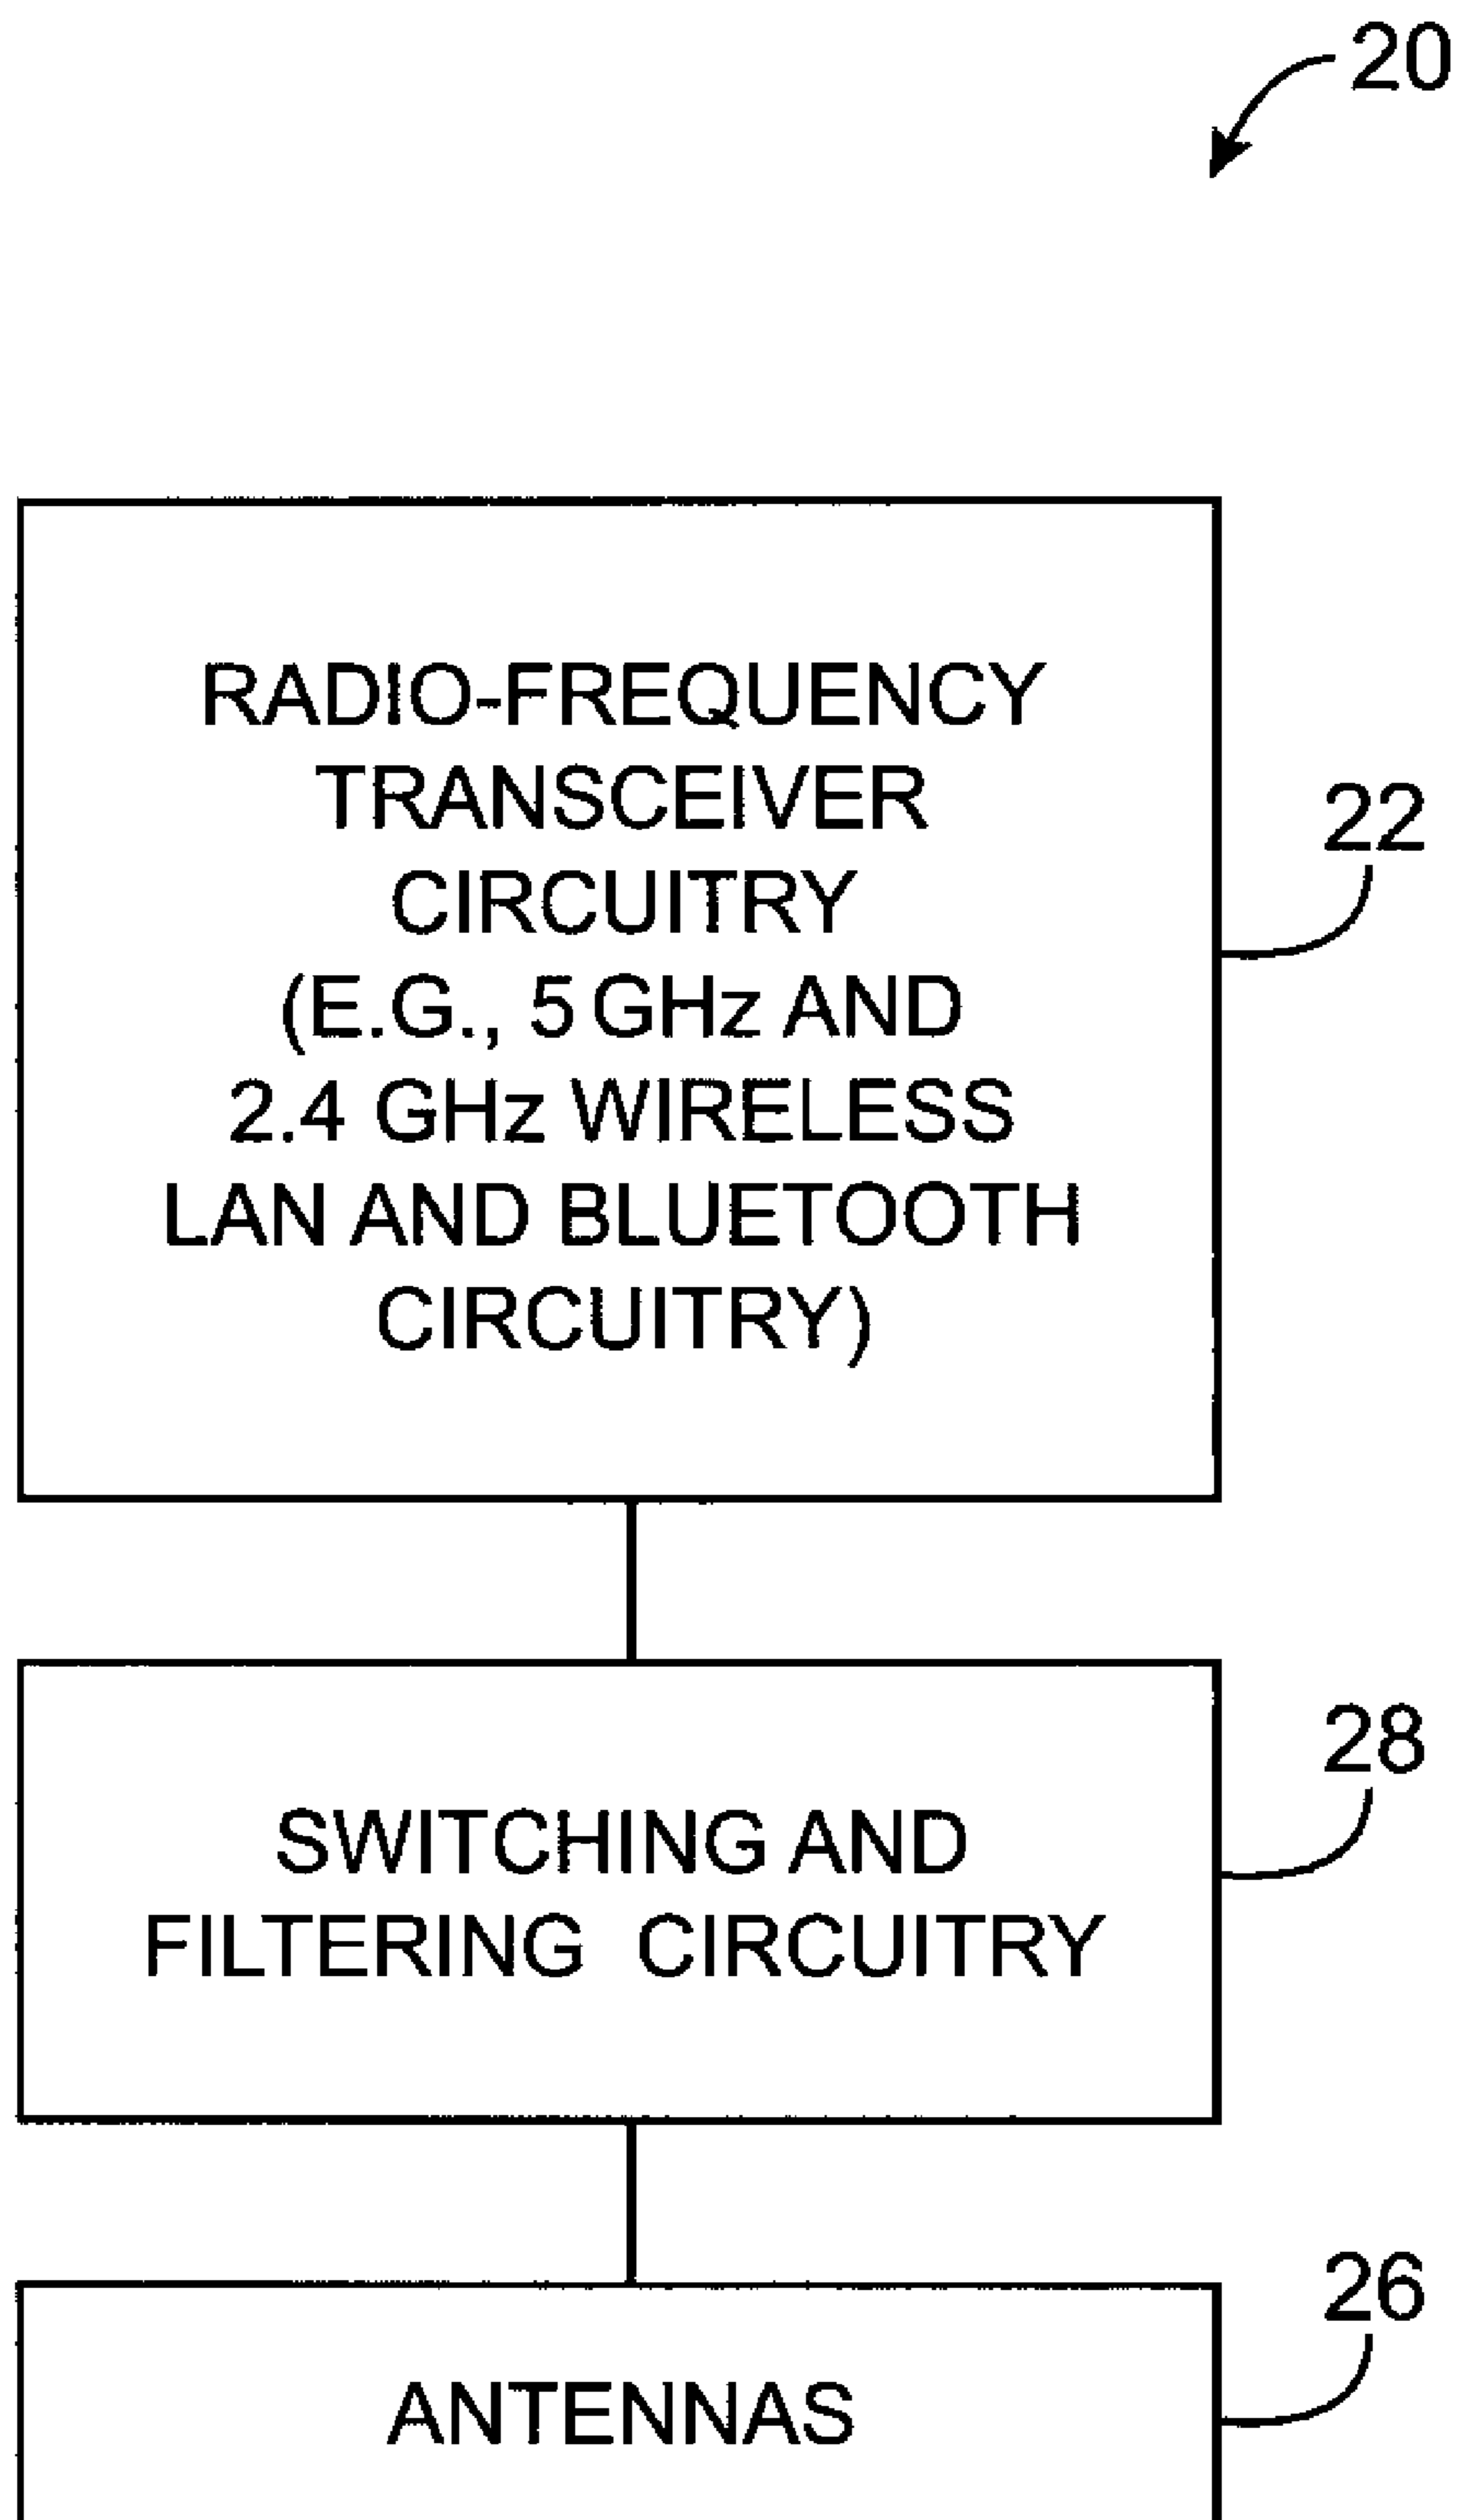 20
RADIO-FREQUENCY
TRANSCEIVER
CIRCUITRY
(E.G., 5 GHz AND
2.4 GHz WIRELESS
LAN AND BLUETOOTH
CIRCUITRY)
22
SWITCHING AND
FILTERING CIRCUITRY
28
ANTENNAS
26